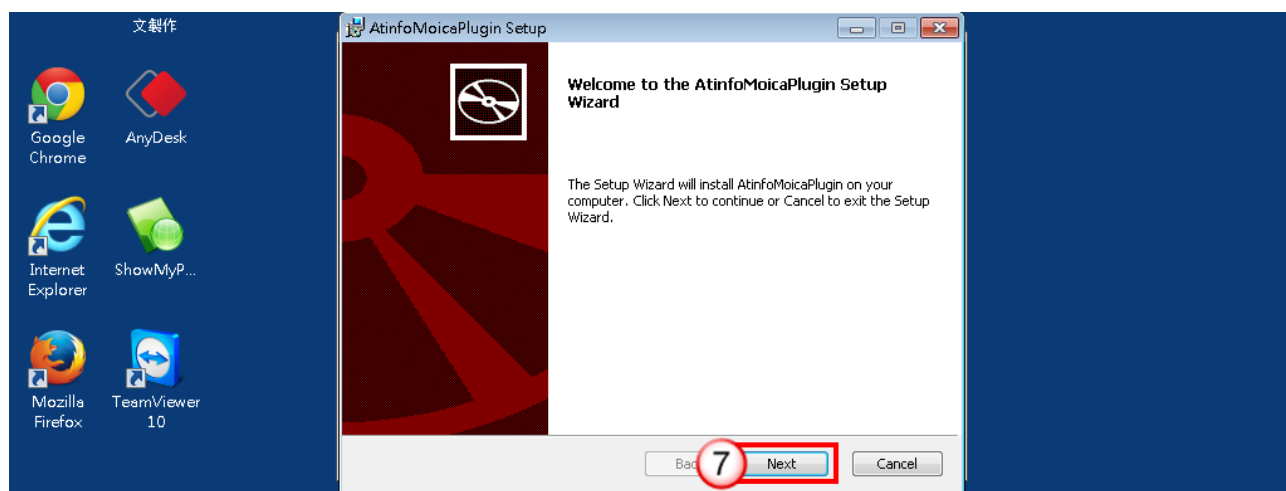 文製作
Google
Chrome
AnyDesk
Internet
Explorer
ShowMyP...
Mozilla
Firefox
TeamViewer
10
AtinfoMoicaPlugin Setup
Welcome to the AtinfoMoicaPlugin Setup
Wizard
The Setup Wizard will install AtinfoMoicaPlugin on your
computer. Click Next to continue or Cancel to exit the Setup
Wizard.
Bac
7
Next
Cancel